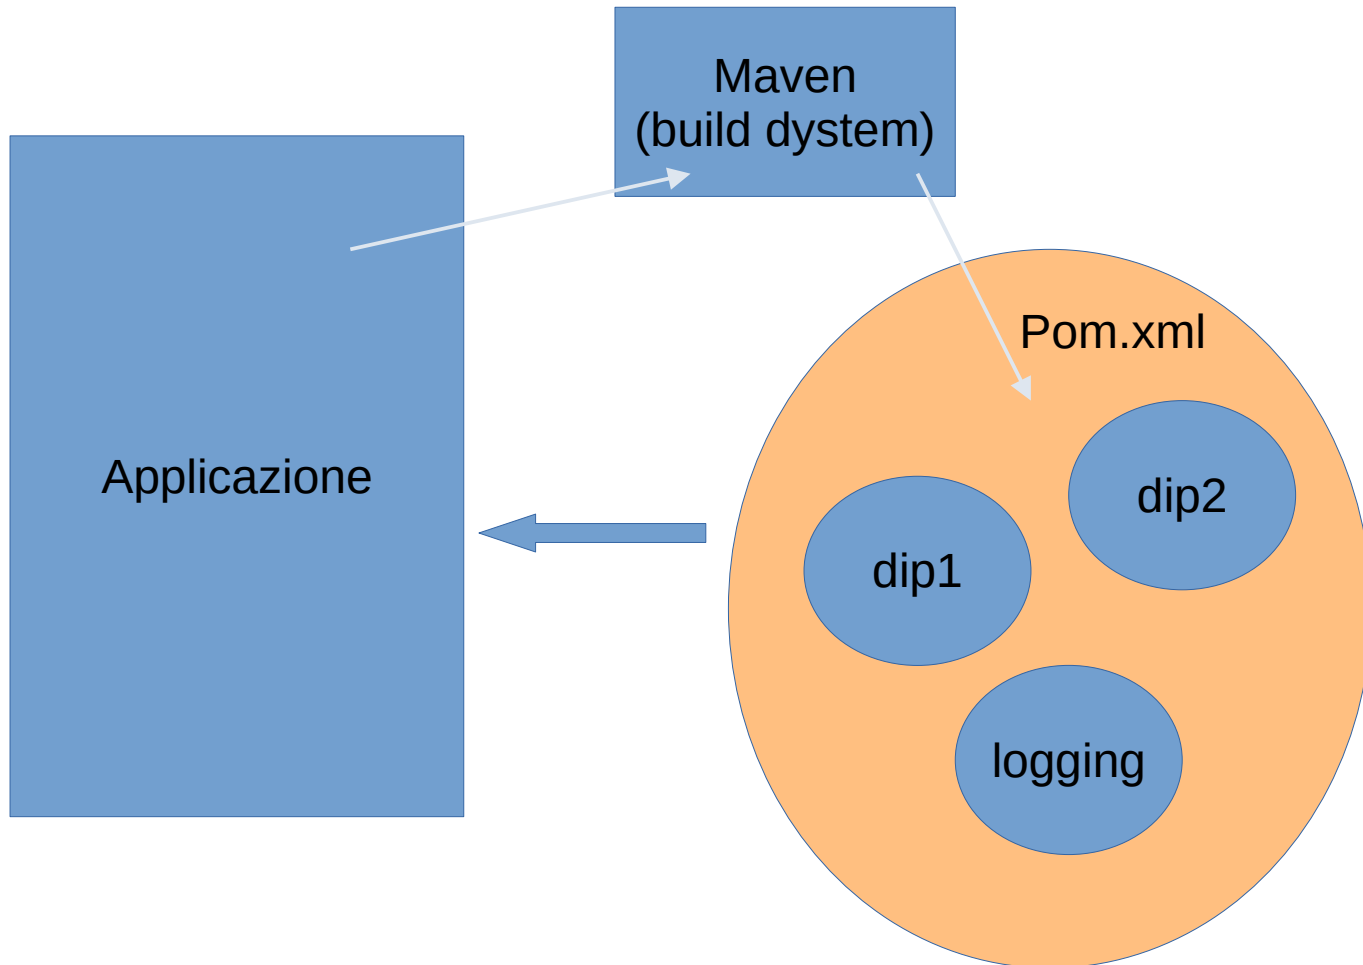 Maven
(build dystem)
Pom.xml
Applicazione
dip2
dip1
logging